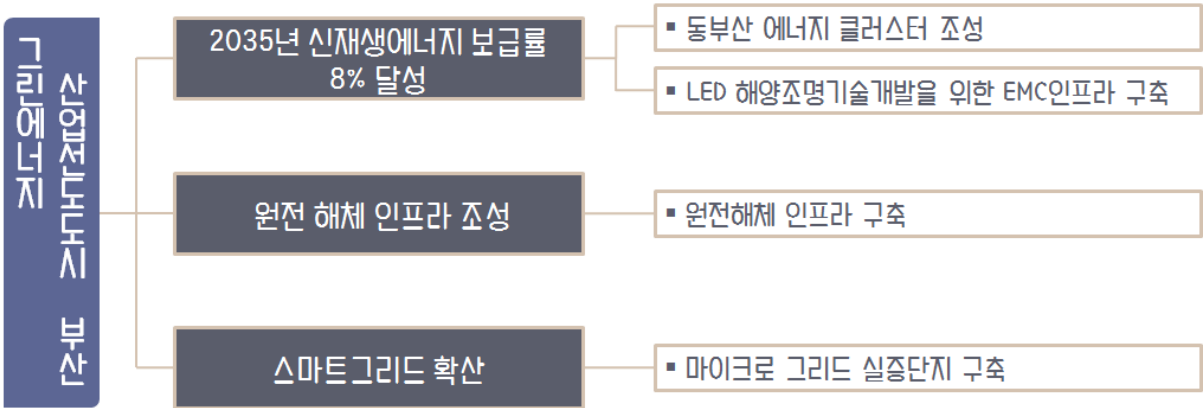 그린에너지
산업선도도시 부산
2035년 신재생에너지 보급률
8% 달성
▪ 동부산 에너지 클러스터 조성
▪ LED 해양조명기술개발을 위한 EMC인프라 구축
원전 해체 인프라 조성
▪ 원전해체 인프라 구축
스마트그리드 확산
▪ 마이크로 그리드 실증단지 구축